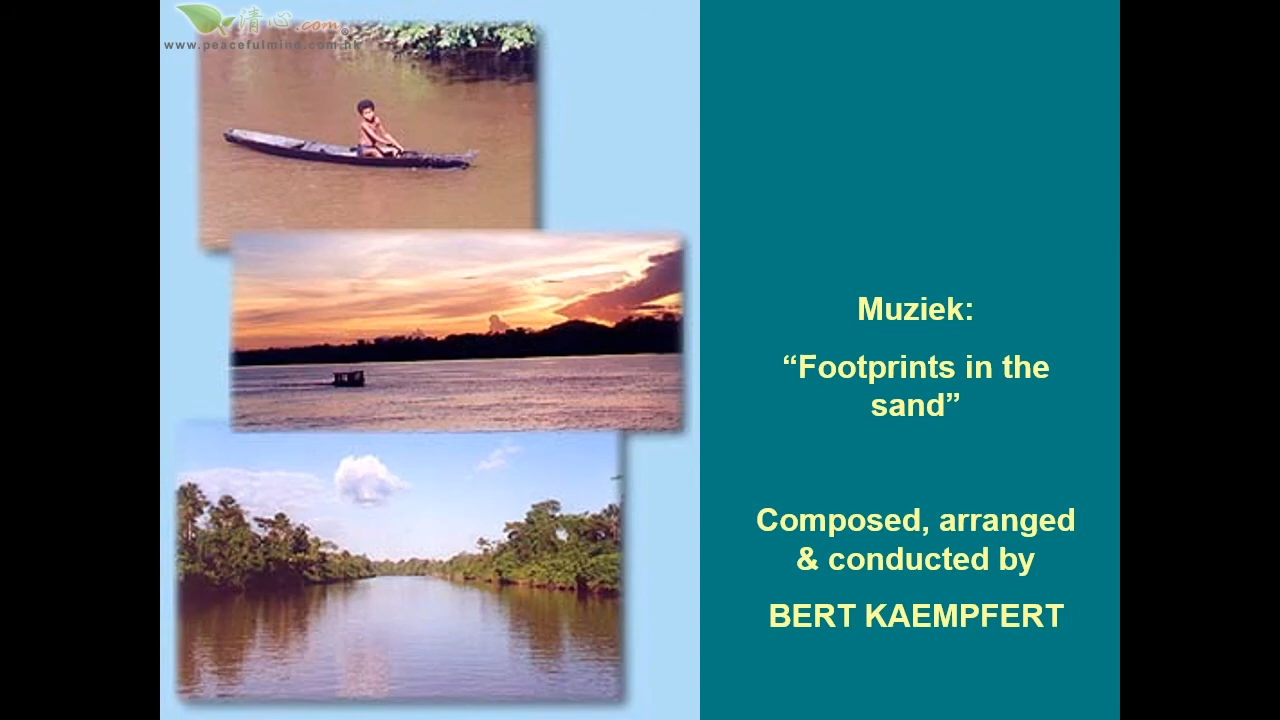 清心.com
www.peacefulmind.com.hk
Muziek:
“Footprints in the
sand”
Composed, arranged
& conducted by
BERT KAEMPFERT